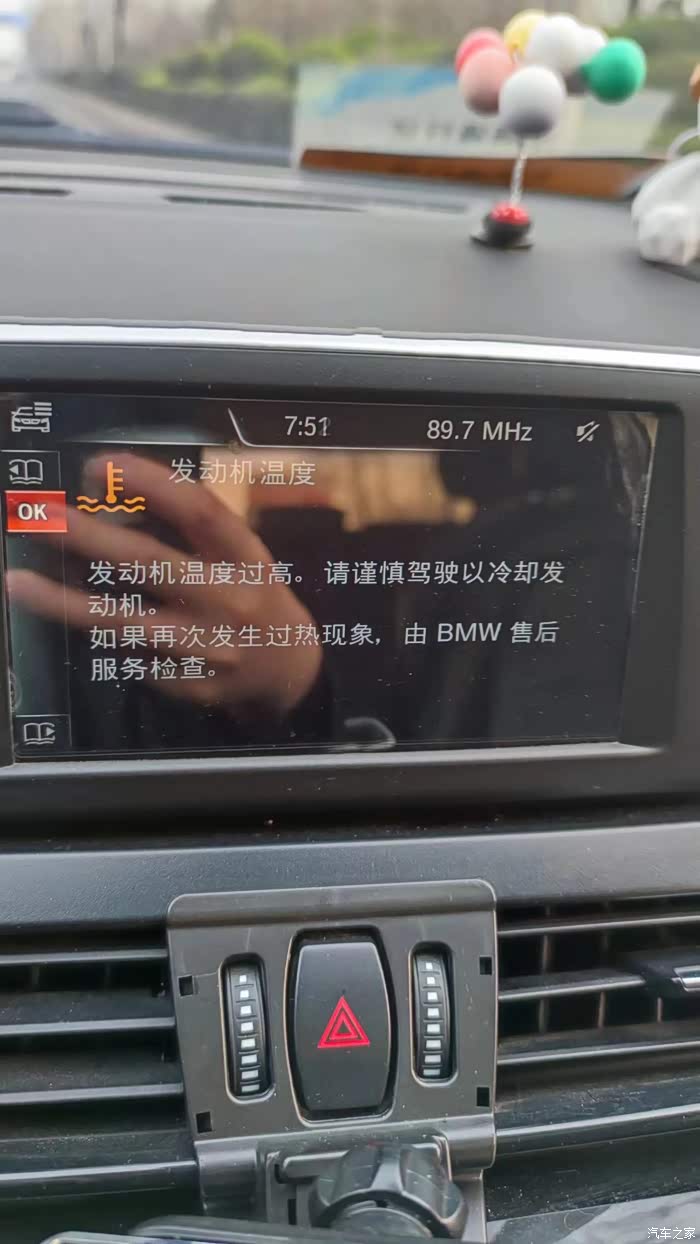 7:51
89.7 MHz
发动机温度
OK
发动机温度过高。请谨慎驾驶以冷却发
动机。
如果再次发生过热现象，由 BMW 售后
服务检查。
汽车之家